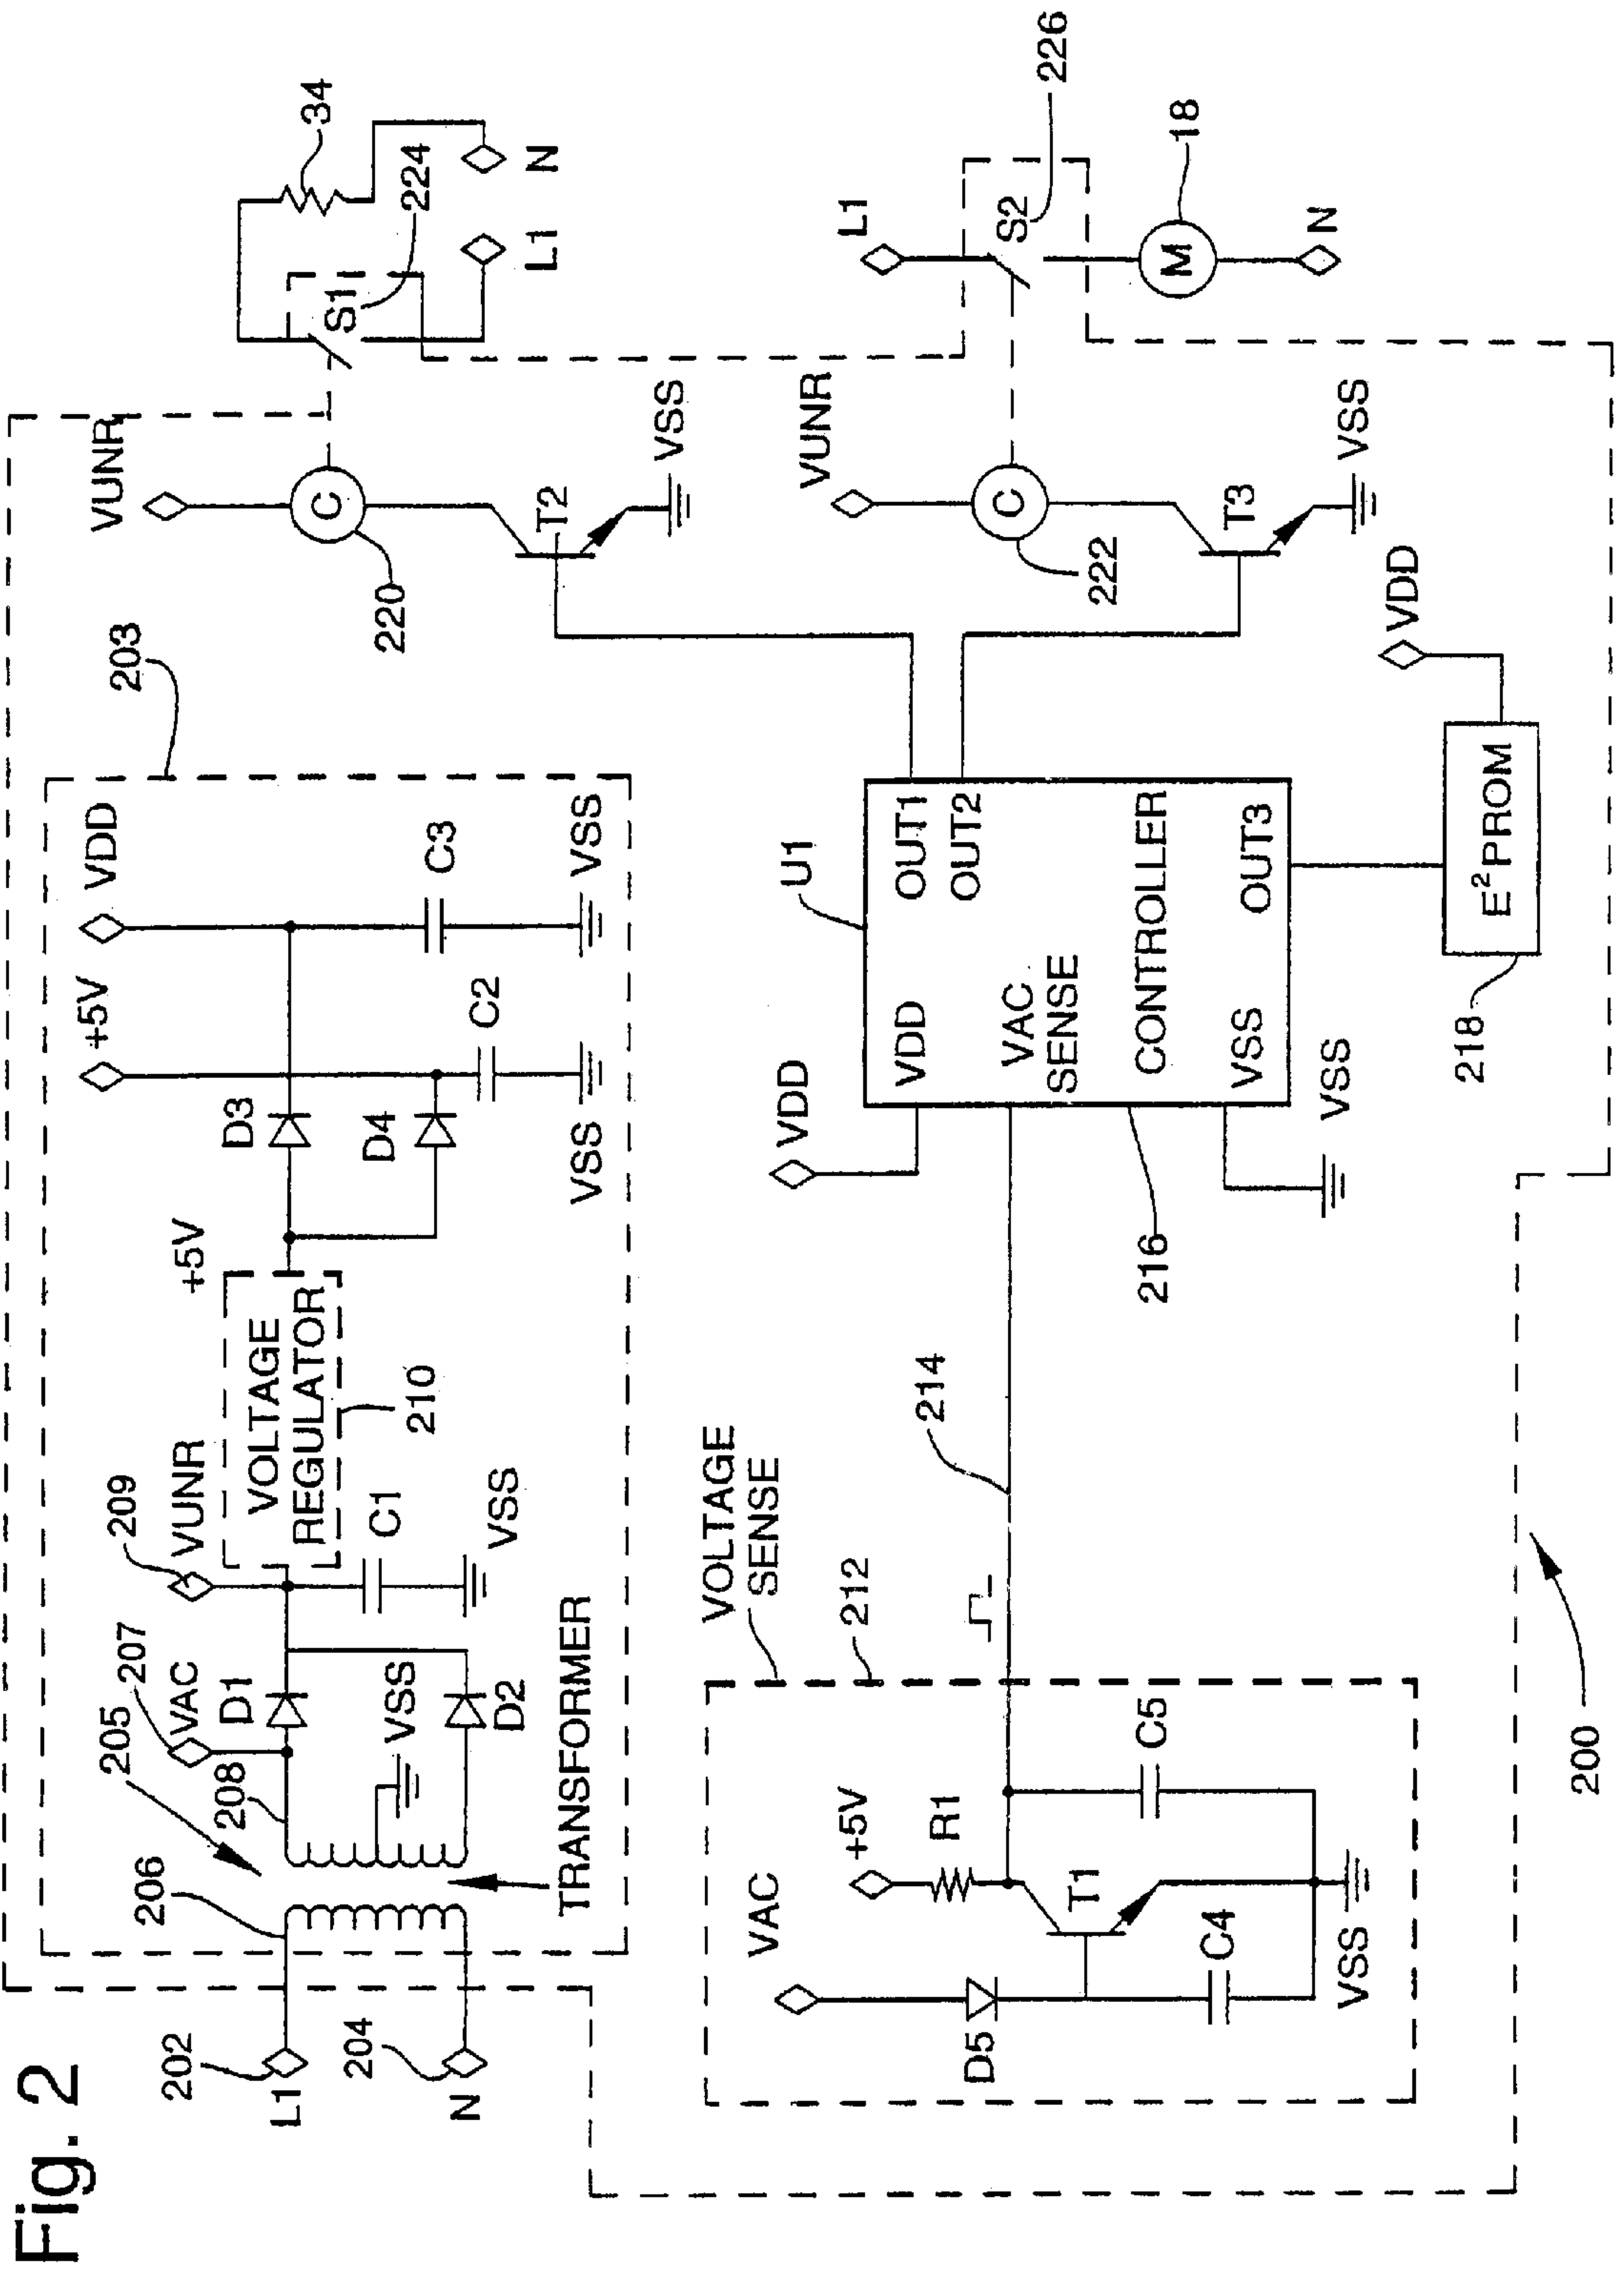 Fig. 2
L1
202
N
204
206
205
208
VAC
207
D1
VSS
D2
TRANSFORMER
209
VUNR
C1
VSS
VOLTAGE
REGULATOR
210
+5V
D3
D4
+5V
C2
VSS
VDD
C3
VSS
203
VUNR
C
220
T2
VSS
S1
224
34
L1
N
VOLTAGE
SENSE
212
VAC
D5
C4
+5V
R1
T1
C5
VSS
214
VDD
U1
VDD
VAC
SENSE
CONTROLLER
VSS
OUT1
OUT2
OUT3
216
VSS
E2PROM
218
VDD
VUNR
C
222
T3
VSS
L1
S2
226
M
18
N
200